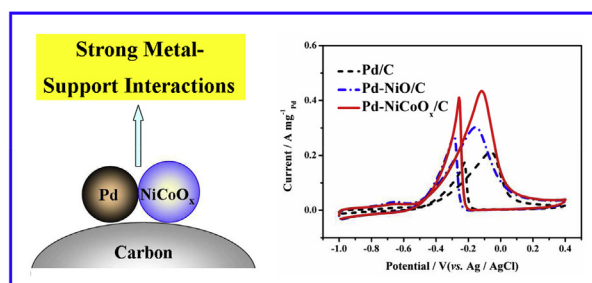 Strong Metal-
Support Interactions
Pd
NiCoOₓ
Carbon
Current / A mg⁻¹ Pd
0.6
0.4
0.2
0.0
Pd/C
Pd-NiO/C
Pd-NiCoOₓ/C
-1.0 -0.8 -0.6 -0.4 -0.2 0.0 0.2 0.4
Potential / V(vs. Ag / AgCl)